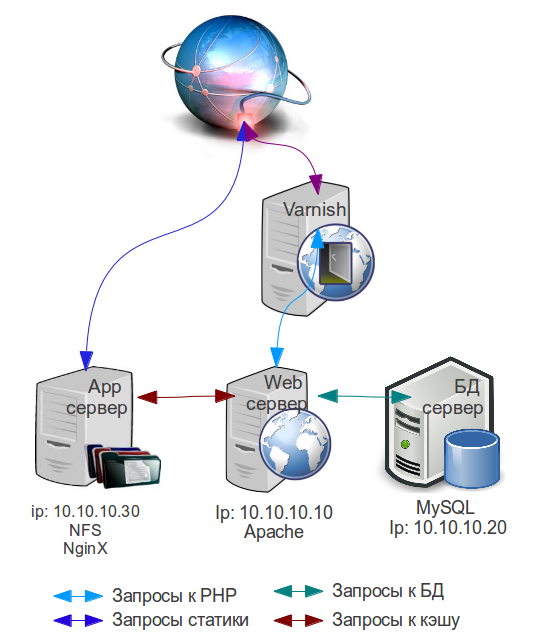 Varnish
App
сервер
Web
сервер
БД
сервер
ip: 10.10.10.30
NFS
NginX
Ip: 10.10.10.10
Apache
MySQL
Ip: 10.10.10.20
Запросы к PHP
Запросы к БД
Запросы статики
Запросы к кэшу